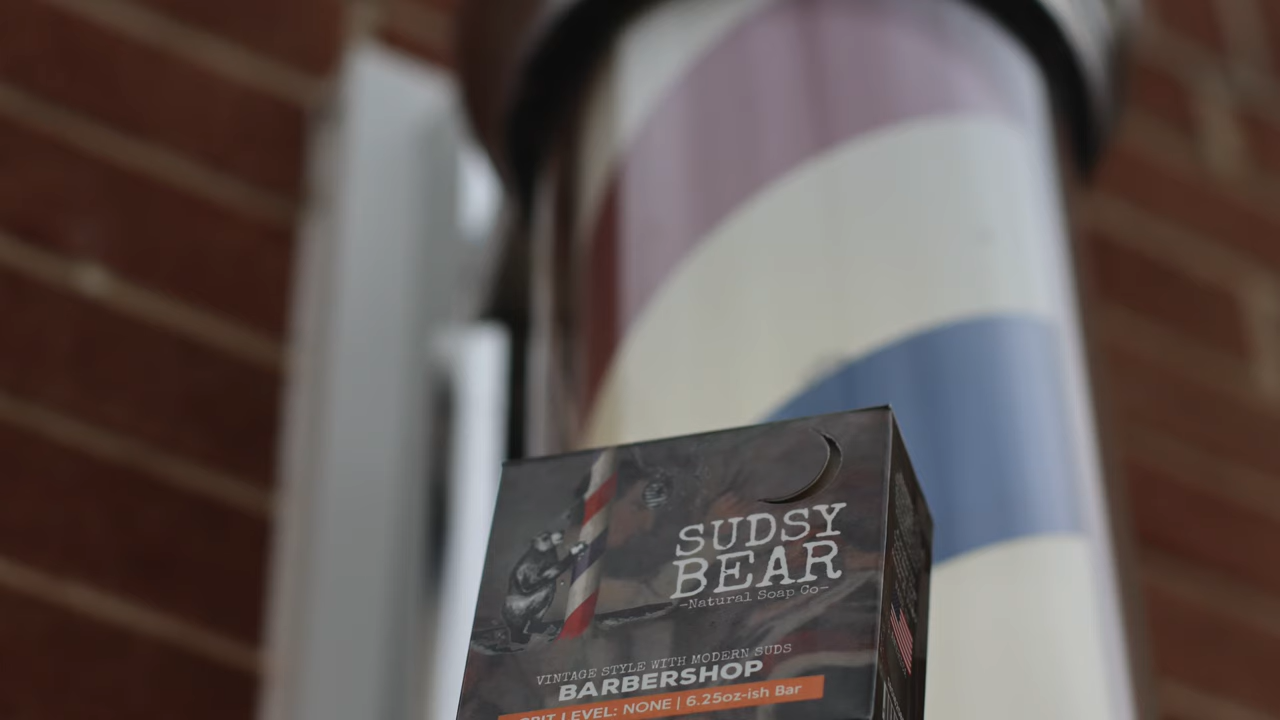 SUDSY
BEAR
-Natural Soap Co-
VINTAGE STYLE WITH MODERN SUDS
BARBERSHOP
GRIT LEVEL: NONE | 6.25oz-ish Bar